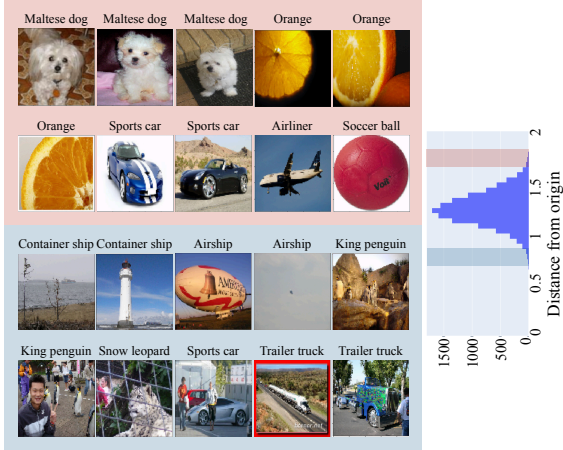 Maltese dog Maltese dog Maltese dog Orange Orange
Orange Sports car Sports car Airliner Soccer ball
Voit
Container ship Container ship Airship Airship King penguin
King penguin Snow leopard Sports car Trailer truck Trailer truck
0 0.5 1 1.5 2
Distance from origin
1500 1000 500 0